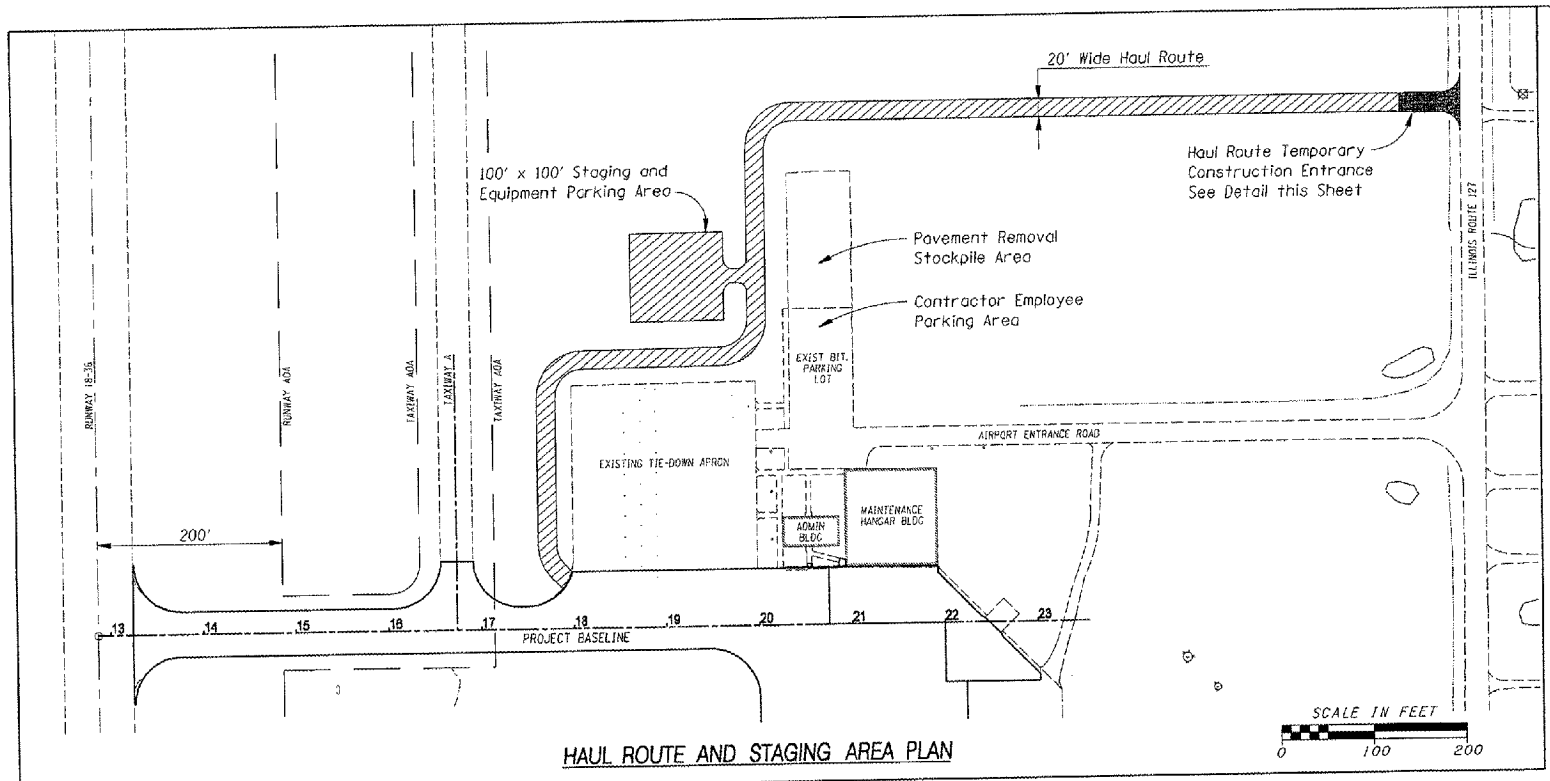 20' Wide Haul Route
100' x 100' Staging and
Equipment Parking Area
Haul Route Temporary
Construction Entrance
See Detail this Sheet
Pavement Removal
Stockpile Area
Contractor Employee
Parking Area
ILLINOIS ROUTE 127
EXIST BIT.
PARKING
LOT
RUNWAY 18-36
RUNWAY AOA
TAXIWAY AOA
TAXIWAY A
TAXIWAY AOA
AIRPORT ENTRANCE ROAD
EXISTING TIE-DOWN APRON
MAINTENANCE
HANGAR BLDG
ADMIN
BLDG
200'
13 14 15 16 17 18 19 20 21 22 23
PROJECT BASELINE
SCALE IN FEET
0 100 200
HAUL ROUTE AND STAGING AREA PLAN